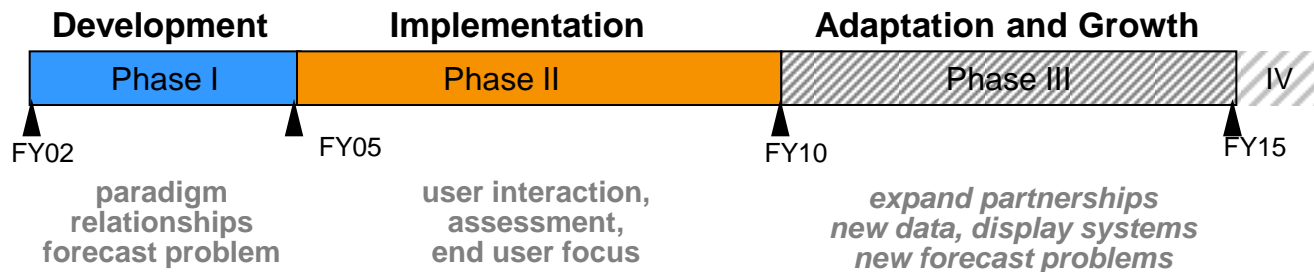 Development
Implementation
Adaptation and Growth
Phase I
Phase II
Phase III
IV
FY02
FY05
FY10
FY15
paradigm
relationships
forecast problem
user interaction,
assessment,
end user focus
expand partnerships
new data, display systems
new forecast problems